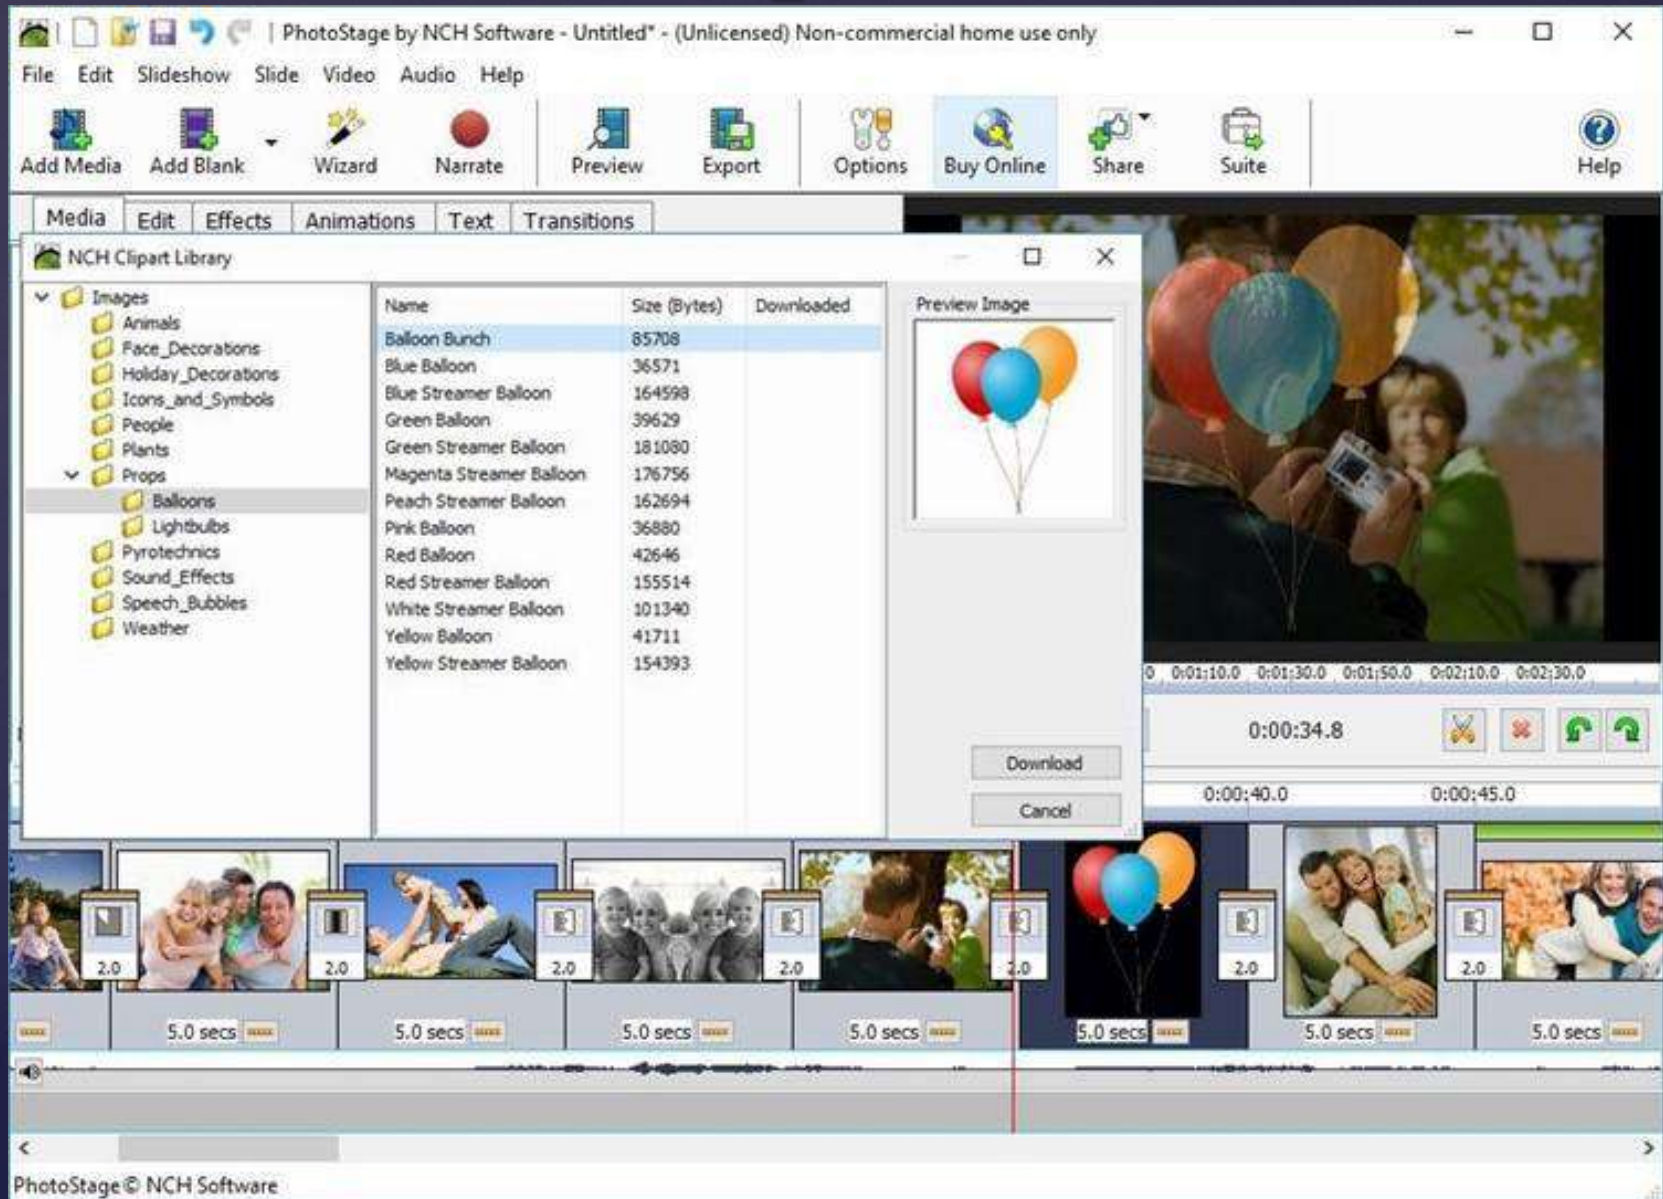 PhotoStage by NCH Software - Untitled* - (Unlicensed) Non-commercial home use only
File Edit Slideshow Slide Video Audio Help
Add Media Add Blank Wizard Narrate Preview Export Options Buy Online Share Suite Help
Media Edit Effects Animations Text Transitions
NCH Clipart Library
Images
Animals
Face_Decorations
Holiday_Decorations
Icons_and_Symbols
People
Plants
Props
Balloons
Lightbulbs
Pyrotechnics
Sound_Effects
Speech_Bubbles
Weather
Name Size (Bytes) Downloaded
Balloon Bunch 85708
Blue Balloon 36571
Blue Streamer Balloon 164598
Green Balloon 39629
Green Streamer Balloon 181080
Magenta Streamer Balloon 176756
Peach Streamer Balloon 162694
Pink Balloon 36880
Red Balloon 42646
Red Streamer Balloon 155514
White Streamer Balloon 101340
Yellow Balloon 41711
Yellow Streamer Balloon 154393
Preview Image
Download
Cancel
0:01:10.0 0:01:30.0 0:01:50.0 0:02:10.0 0:02:30.0
0:00:34.8
0:00:40.0 0:00:45.0
2.0 2.0 2.0 2.0 2.0 2.0 2.0
5.0 secs 5.0 secs 5.0 secs 5.0 secs 5.0 secs 5.0 secs 5.0 secs
PhotoStage © NCH Software